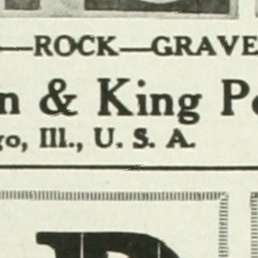 —ROCK—GRAVE
n & King P
go, Ill., U. S. A.